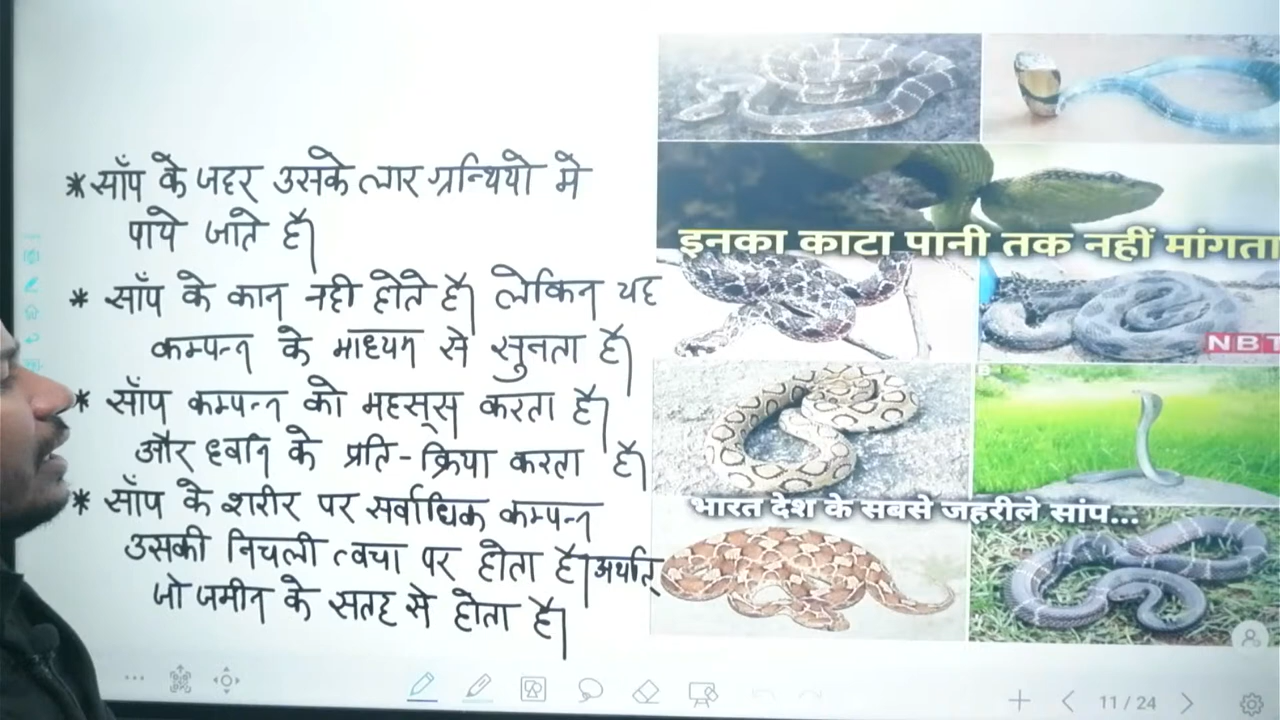 * साँप के जहर उसके लार ग्रन्थियो मे
पाये जाते है।
* साँप के कान नही होते है। लेकिन यह
कम्पन्न के माध्यम से सुनता है।
* साँप कम्पन्न को महसूस करता है।
और ध्वनि के प्रति-क्रिया करता है।
* साँप के शरीर पर सर्वाधिक कम्पन्न
उसकी निचली त्वचा पर होता है। अर्थात्
जो जमीन के सतह से होता है।
इनका काटा पानी तक नहीं मांगता
NBT
भारत देश के सबसे जहरीले सांप...
11 / 24